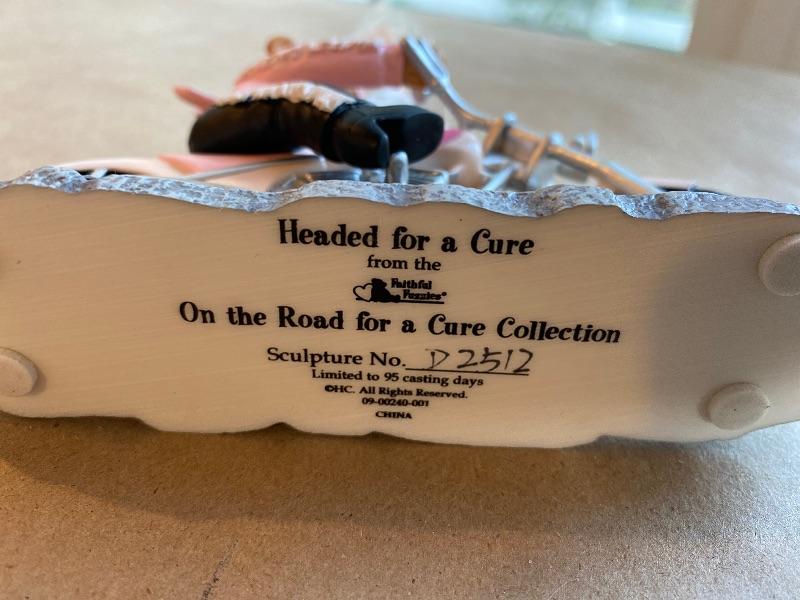 Headed for a Cure
from the
Faithful
Fuzzies®
On the Road for a Cure Collection
Sculpture No. D2512
Limited to 95 casting days
©HC. All Rights Reserved.
09-00240-001
CHINA